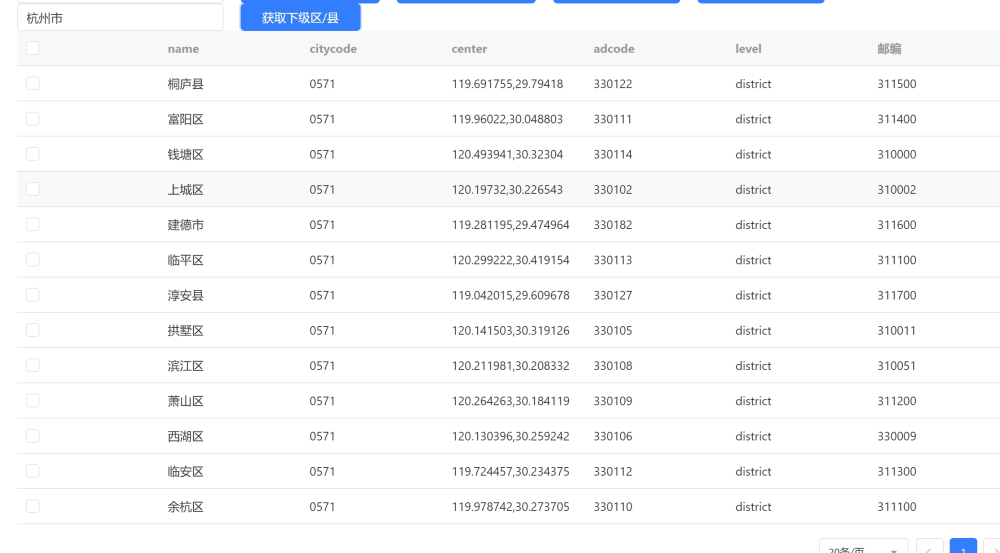 杭州市 获取下级区/县
name citycode center adcode level 邮编
桐庐县 0571 119.691755,29.79418 330122 district 311500
富阳区 0571 119.96022,30.048803 330111 district 311400
钱塘区 0571 120.493941,30.32304 330114 district 310000
上城区 0571 120.19732,30.226543 330102 district 310002
建德市 0571 119.281195,29.474964 330182 district 311600
临平区 0571 120.299222,30.419154 330113 district 311100
淳安县 0571 119.042015,29.609678 330127 district 311700
拱墅区 0571 120.141503,30.319126 330105 district 310011
滨江区 0571 120.211981,30.208332 330108 district 310051
萧山区 0571 120.264263,30.184119 330109 district 311200
西湖区 0571 120.130396,30.259242 330106 district 330009
临安区 0571 119.724457,30.234375 330112 district 311300
余杭区 0571 119.978742,30.273705 330110 district 311100
20条/页 1